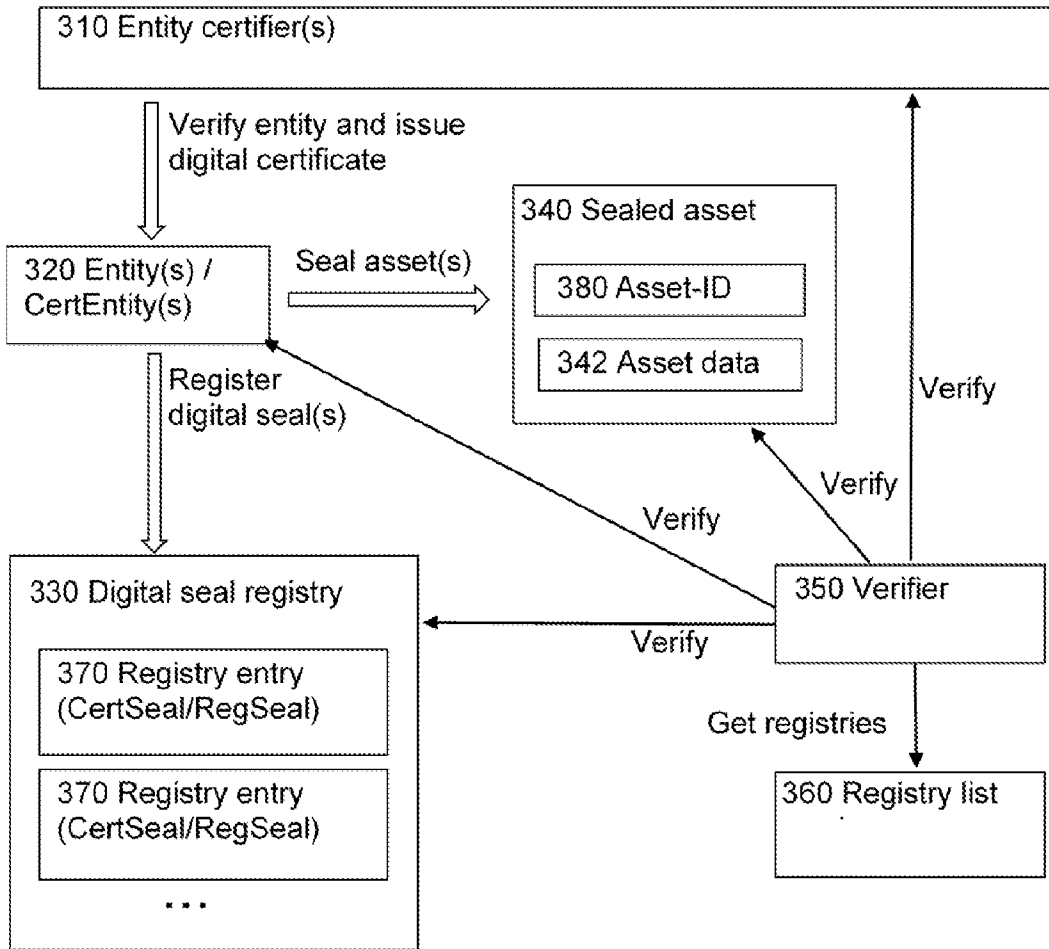 310 Entity certifier(s)
Verify entity and issue
digital certificate
340 Sealed asset
320 Entity(s) /
CertEntity(s)
Seal asset(s)
380 Asset-ID
342 Asset data
Verify
Register
digital seal(s)
Verify
Verify
330 Digital seal registry
350 Verifier
Verify
370 Registry entry
(CertSeal/RegSeal)
Get registries
370 Registry entry
(CertSeal/RegSeal)
360 Registry list
...